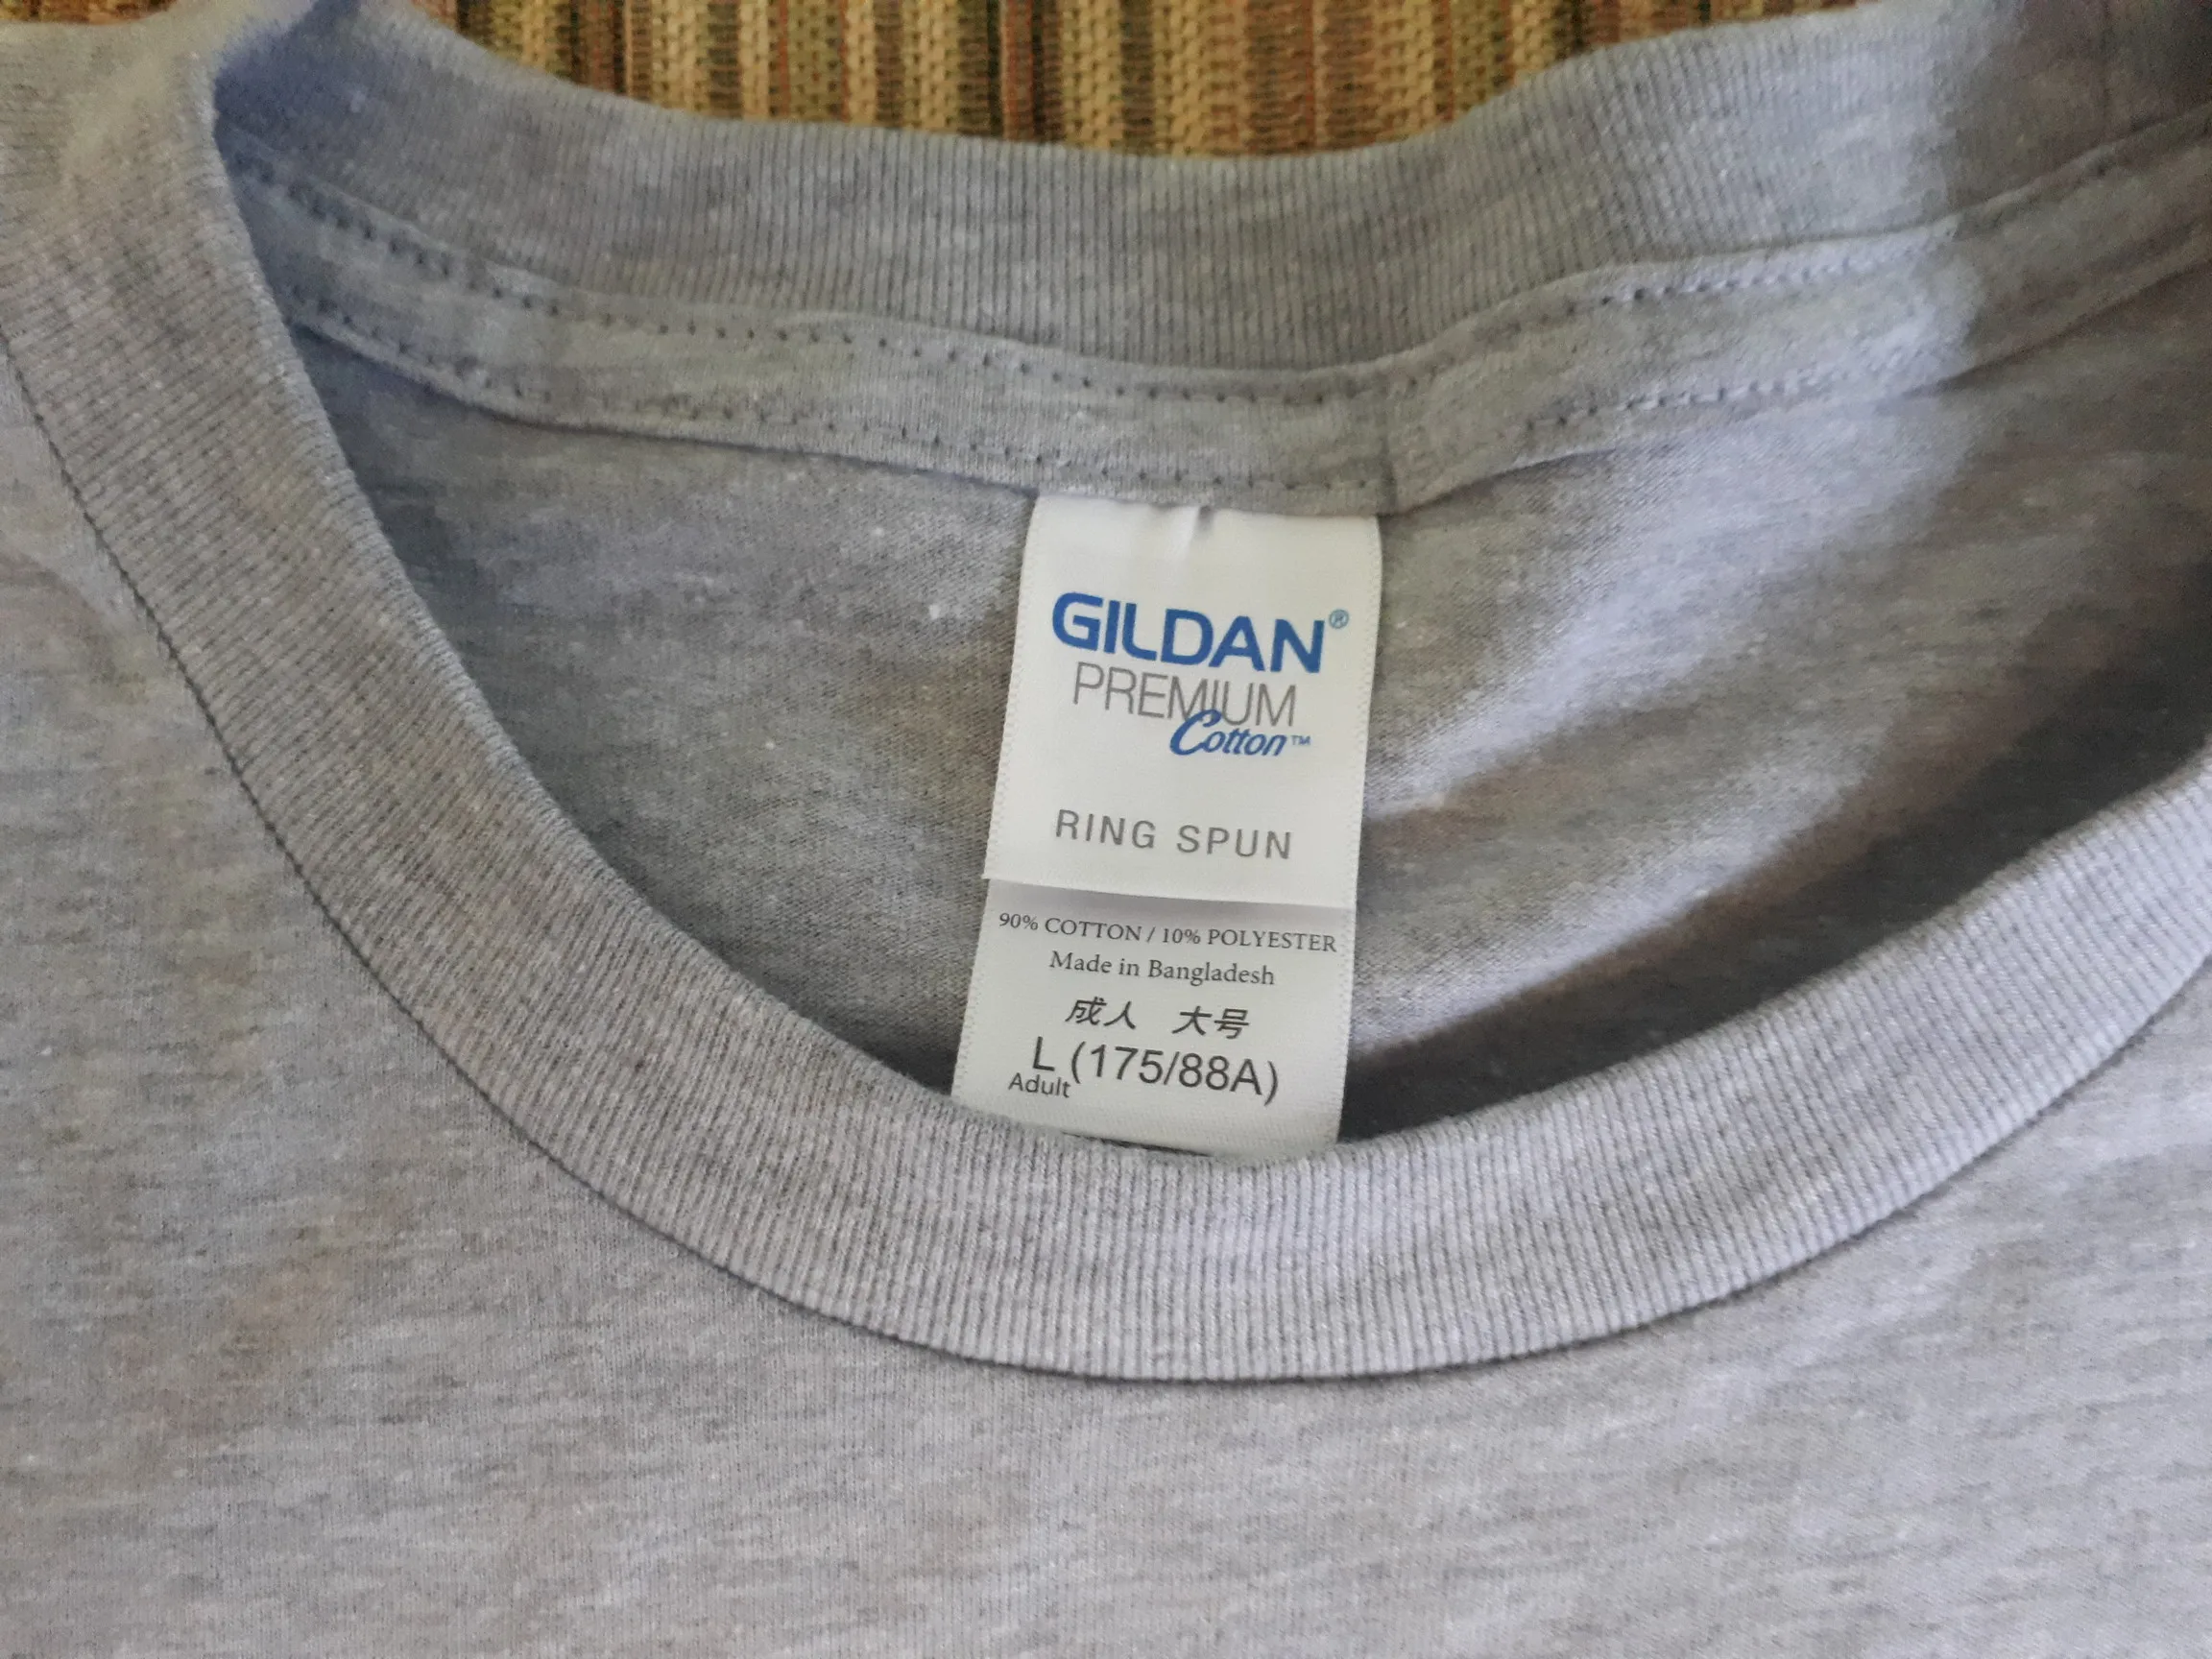 GILDAN®
PREMIUM
Cotton™
RING SPUN
90% COTTON / 10% POLYESTER
Made in Bangladesh
成人 大号
L (175/88A)
Adult